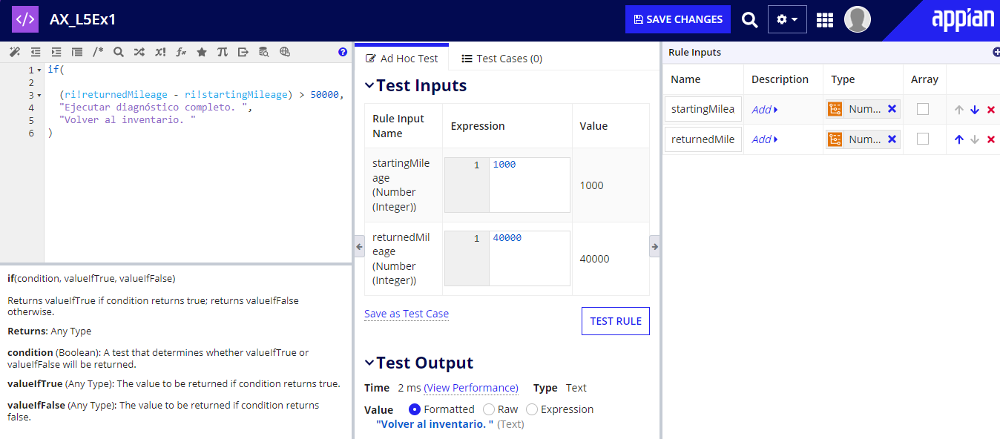 </> AX_L5Ex1
SAVE CHANGES
appian
/* x! fx π ?
1 if(
2
3 (ri!returnedMileage - ri!startingMileage) > 50000,
4 "Ejecutar diagnóstico completo. ",
5 "Volver al inventario. "
6 )
if(condition, valueIfTrue, valueIfFalse)
Returns valueIfTrue if condition returns true; returns valueIfFalse
otherwise.
Returns: Any Type
condition (Boolean): A test that determines whether valueIfTrue or
valueIfFalse will be returned.
valueIfTrue (Any Type): The value to be returned if condition returns true.
valueIfFalse (Any Type): The value to be returned if condition returns
false.
Ad Hoc Test Test Cases (0)
Test Inputs
Rule Input
Name Expression Value
startingMile
age
(Number
(Integer)) 1 1000 1000
returnedMil
eage
(Number
(Integer)) 1 40000 40000
Save as Test Case
TEST RULE
Test Output
Time 2 ms (View Performance) Type Text
Value Formatted Raw Expression
"Volver al inventario. " (Text)
Rule Inputs
Name Description Type Array
startingMilea Add Num...
returnedMile Add Num...